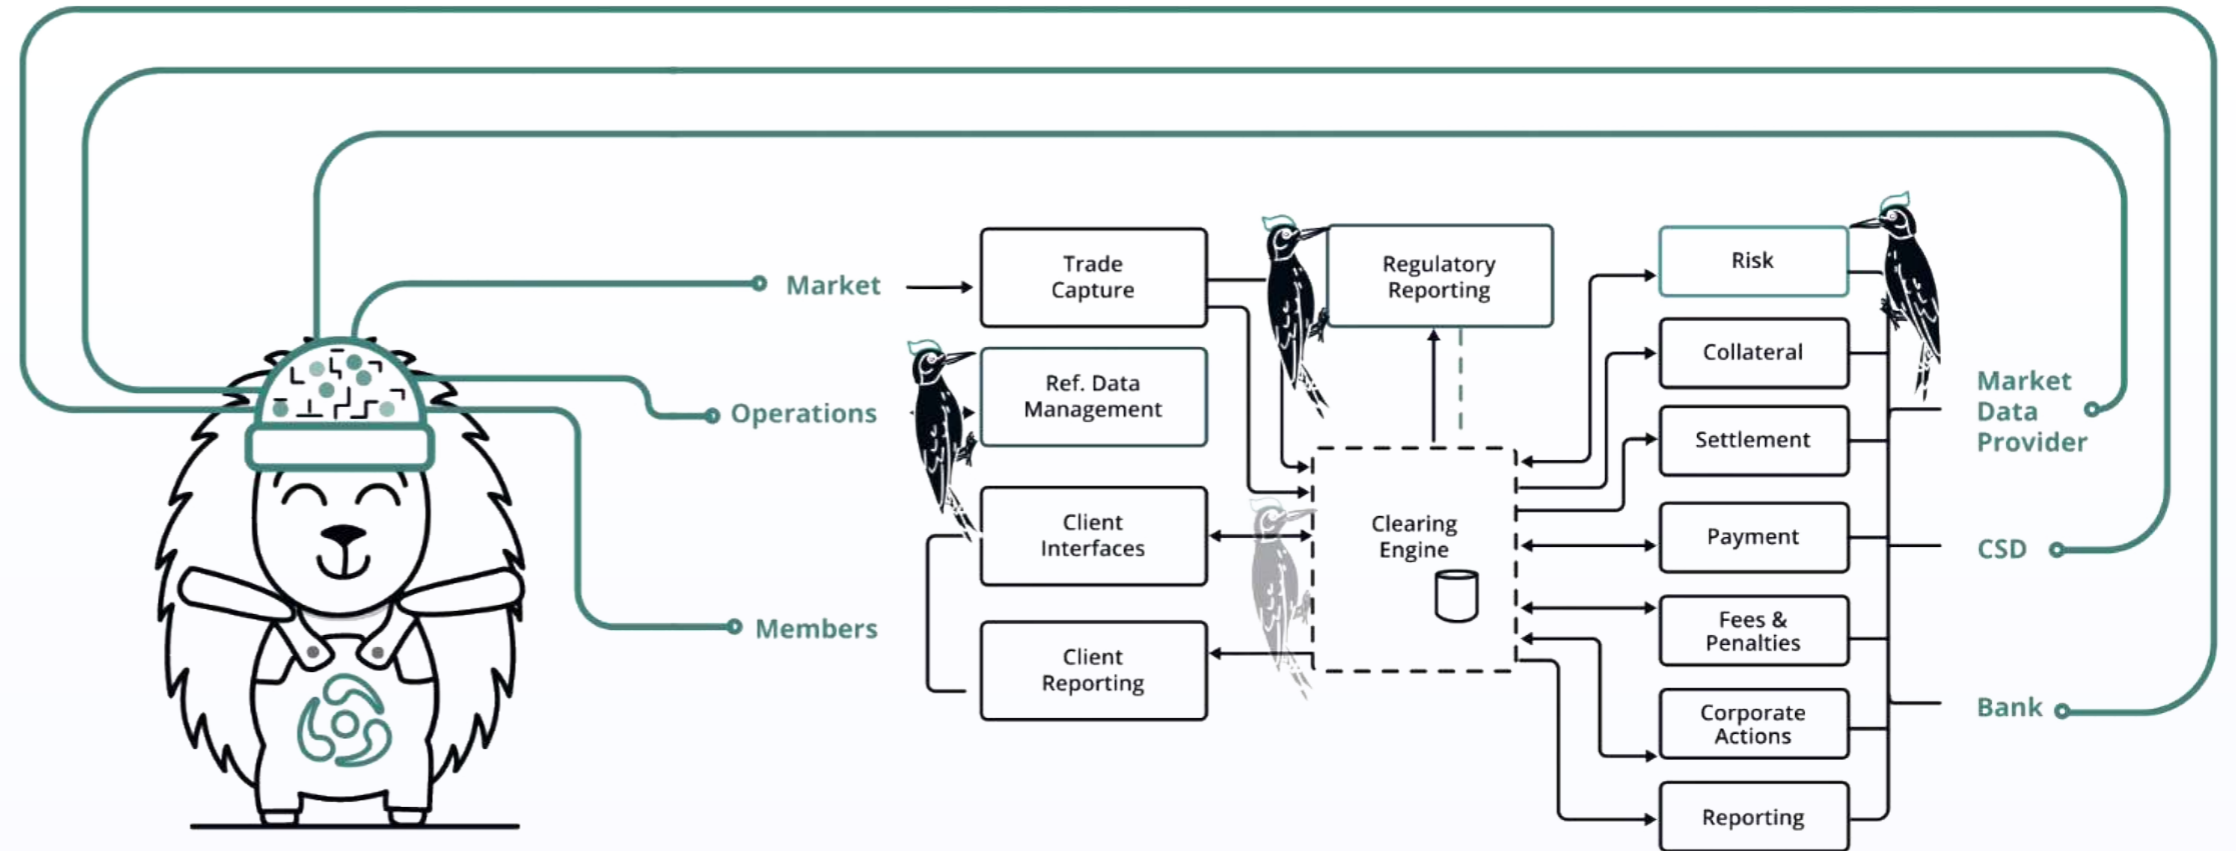 Market
Operations
Members
Trade
Capture
Ref. Data
Management
Client
Interfaces
Client
Reporting
Regulatory
Reporting
Clearing
Engine
Risk
Collateral
Settlement
Payment
Fees &
Penalties
Corporate
Actions
Reporting
Market
Data
Provider
CSD
Bank